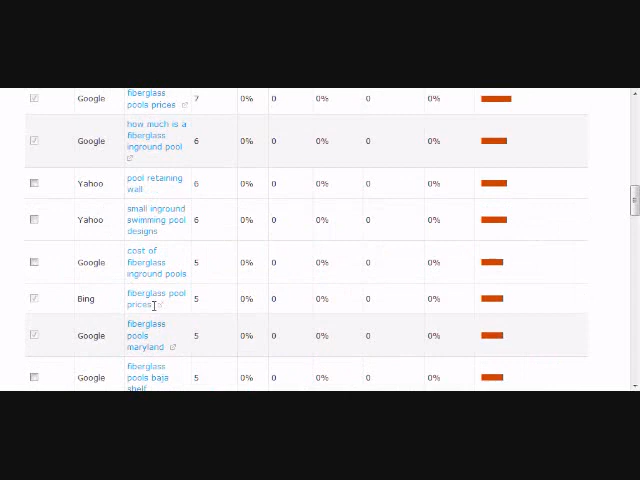 Google fiberglass pools prices 7 0% 0 0% 0 0%
Google how much is a fiberglass inground pool 6 0% 0 0% 0 0%
Yahoo pool retaining wall 6 0% 0 0% 0 0%
Yahoo small inground swimming pool designs 6 0% 0 0% 0 0%
Google cost of fiberglass inground pools 5 0% 0 0% 0 0%
Bing fiberglass pool prices 5 0% 0 0% 0 0%
Google fiberglass pools maryland 5 0% 0 0% 0 0%
Google fiberglass pools baja shelf 5 0% 0 0% 0 0%